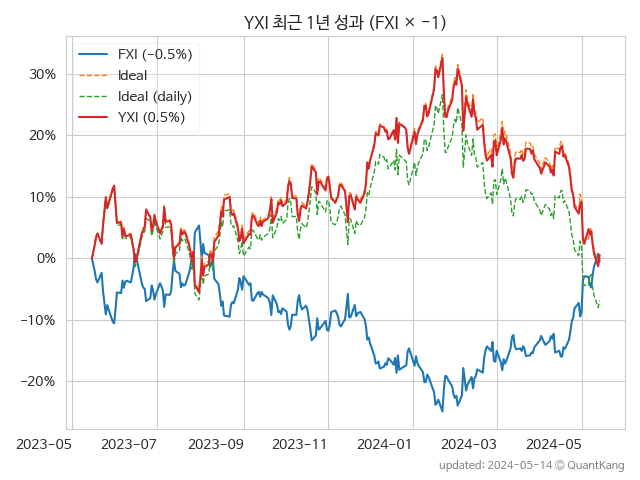 YXI 최근 1년 성과 (FXI × −1)
FXI (−0.5%)
Ideal
Ideal (daily)
YXI (0.5%)
30%
20%
10%
0%
−10%
−20%
2023-05 2023-07 2023-09 2023-11 2024-01 2024-03 2024-05
updated: 2024-05-14 © QuantKang